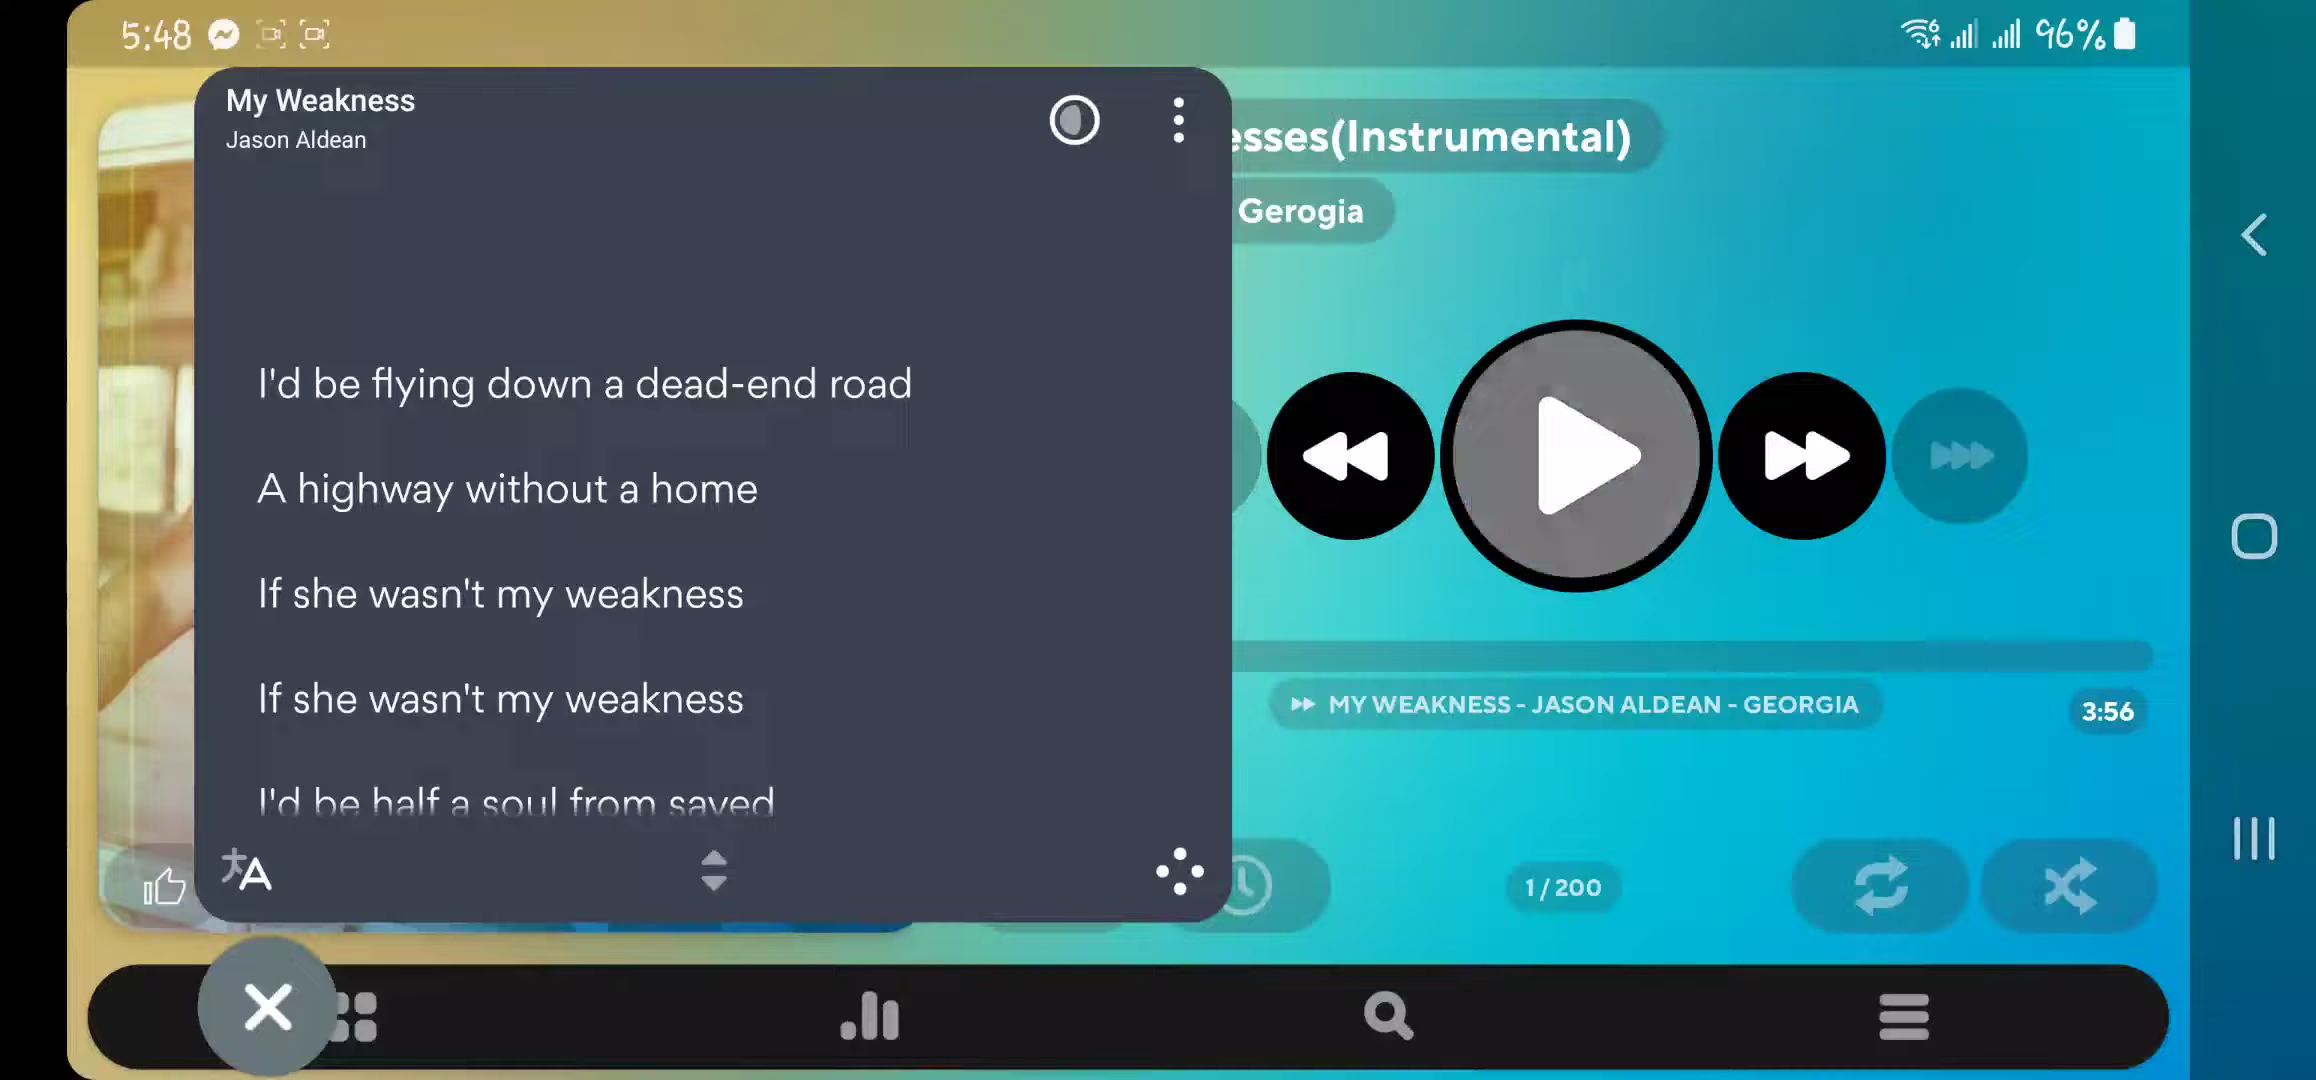 5:48
96%
My Weakness
Jason Aldean
esses(Instrumental)
Gerogia
I'd be flying down a dead-end road
A highway without a home
If she wasn't my weakness
If she wasn't my weakness
I'd be half a soul from saved
MY WEAKNESS - JASON ALDEAN - GEORGIA
3:56
1/200